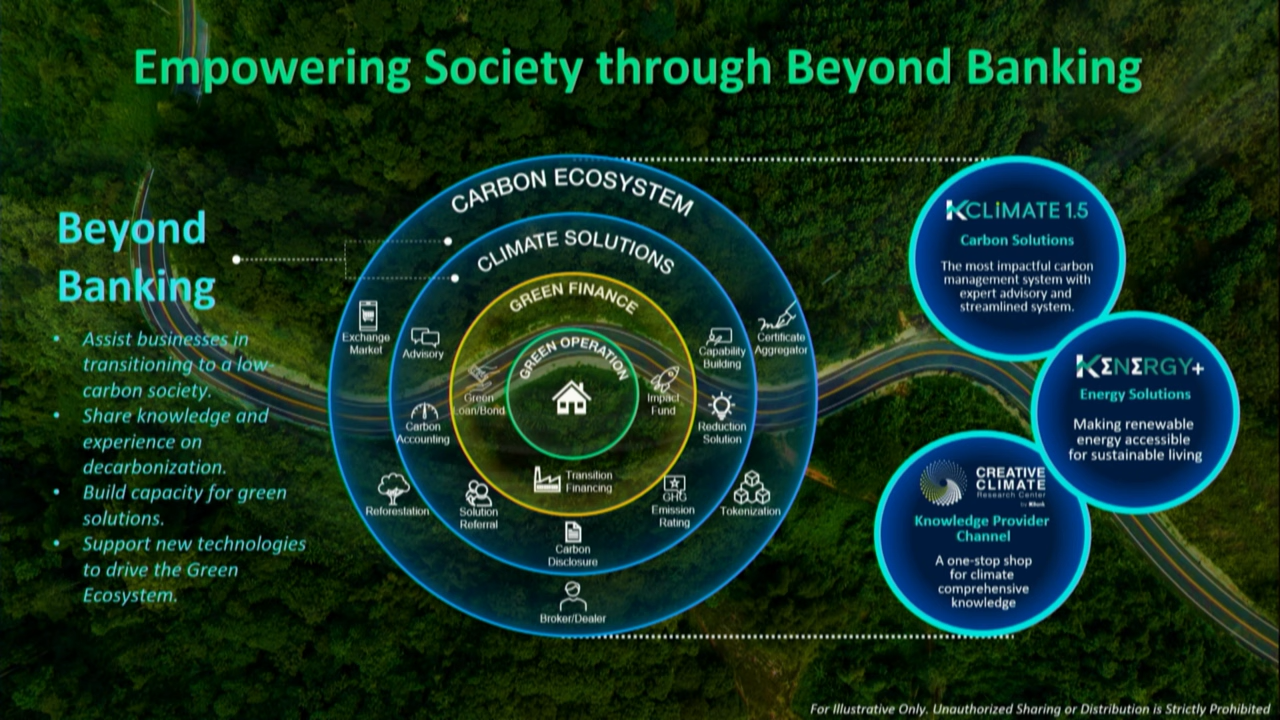 Empowering Society through Beyond Banking
Beyond
Banking
• Assist businesses in
transitioning to a low-
carbon society.
• Share knowledge and
experience on
decarbonization.
• Build capacity for green
solutions.
• Support new technologies
to drive the Green
Ecosystem.
CARBON ECOSYSTEM
CLIMATE SOLUTIONS
GREEN FINANCE
GREEN OPERATION
Exchange
Market
Advisory
Capability
Building
Certificate
Aggregator
Green
Loan/Bond
Impact
Fund
Carbon
Accounting
Reduction
Solution
Transition
Financing
Reforestation
Solution
Referral
GHG
Emission
Rating
Tokenization
Carbon
Disclosure
Broker/Dealer
KCLiMATE 1.5
Carbon Solutions
The most impactful carbon
management system with
expert advisory and
streamlined system.
KΣNΣRGY+
Energy Solutions
Making renewable
energy accessible
for sustainable living
CREATIVE
CLIMATE
Research Center
by KBank
Knowledge Provider
Channel
A one-stop shop
for climate
comprehensive
knowledge
For Illustrative Only. Unauthorized Sharing or Distribution is Strictly Prohibited